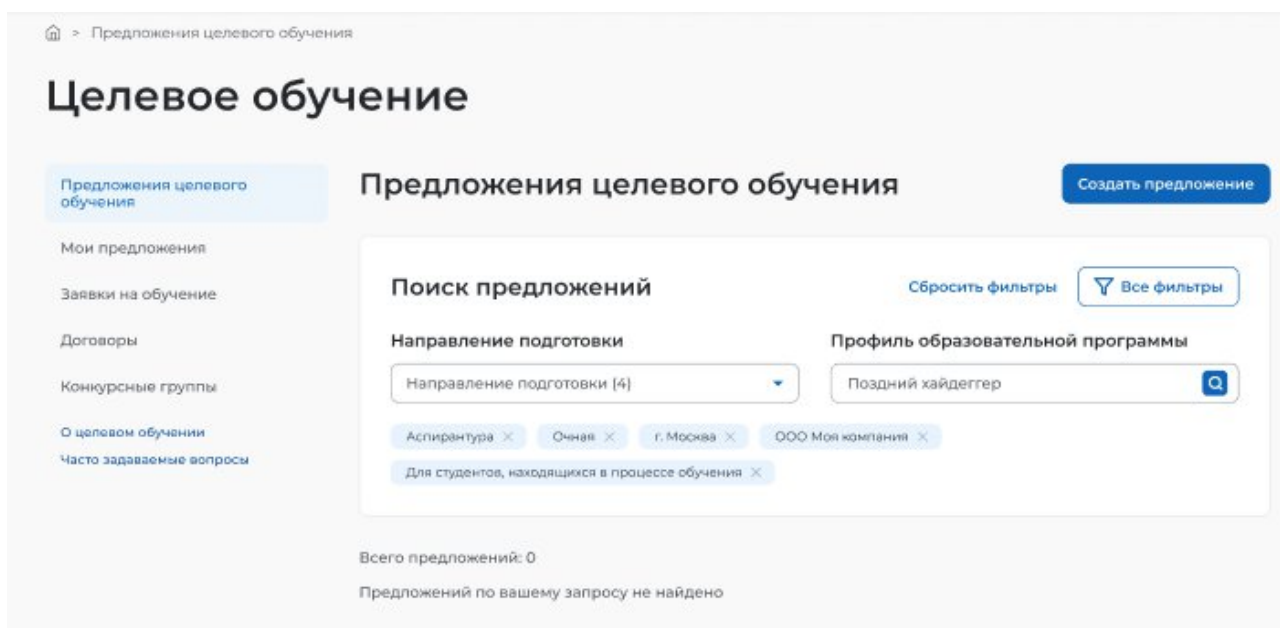 > Предложения целевого обучения
Целевое обучение
Предложения целевого обучения
Мои предложения
Заявки на обучение
Договоры
Конкурсные группы
О целевом обучении
Часто задаваемые вопросы
Предложения целевого обучения
Создать предложение
Поиск предложений
Сбросить фильтры
Все фильтры
Направление подготовки
Профиль образовательной программы
Направление подготовки (4)
Поздний хайдеггер
Аспирантура ×
Очная ×
г. Москва ×
ООО Моя компания ×
Для студентов, находящихся в процессе обучения ×
Всего предложений: 0
Предложений по вашему запросу не найдено